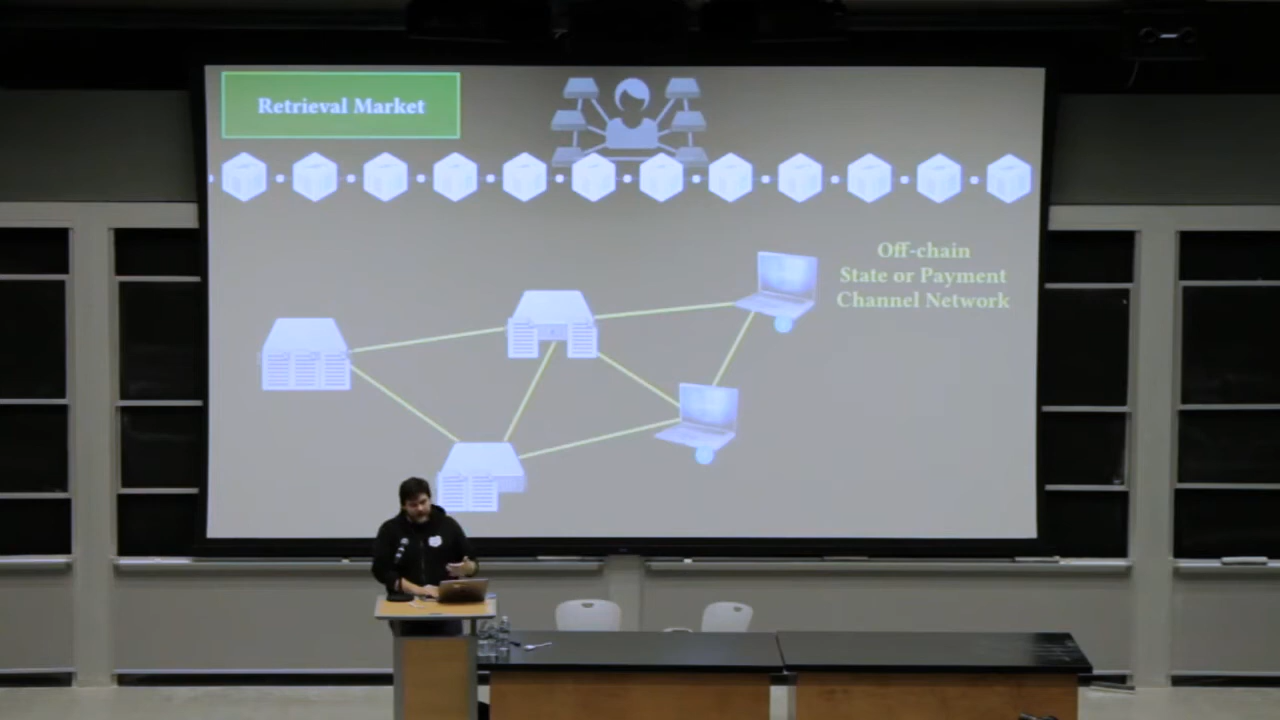 Retrieval Market
Off-chain
State or Payment
Channel Network